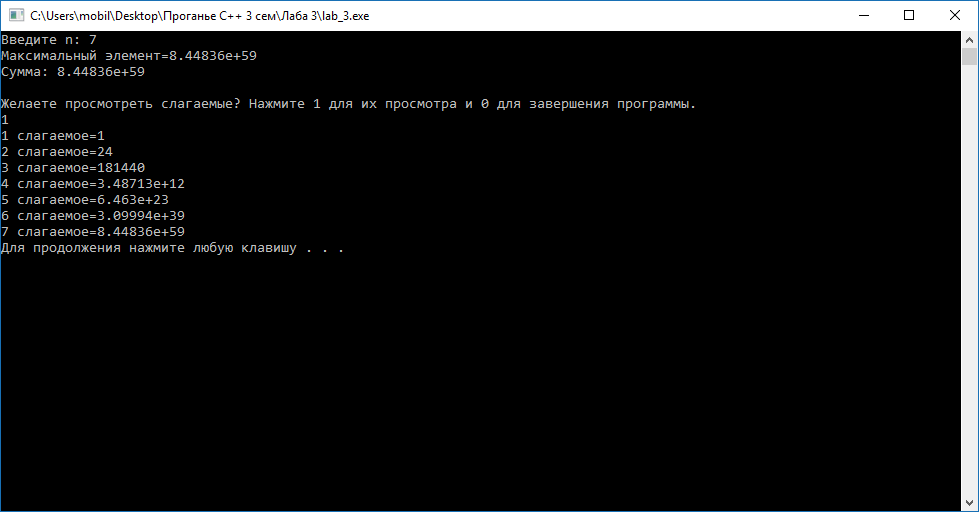 C:\Users\mobil\Desktop\Проганье C++ 3 сем\Лаба 3\lab_3.exe
Введите n: 7
Максимальный элемент=8.44836e+59
Сумма: 8.44836e+59
Желаете просмотреть слагаемые? Нажмите 1 для их просмотра и 0 для завершения программы.
1
1 слагаемое=1
2 слагаемое=24
3 слагаемое=181440
4 слагаемое=3.48713e+12
5 слагаемое=6.463e+23
6 слагаемое=3.09994e+39
7 слагаемое=8.44836e+59
Для продолжения нажмите любую клавишу . . .